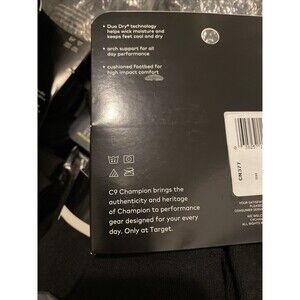 • Duo Dry® technology
helps wick moisture and
keeps feet cool and dry
• arch support for all
day performance
• cushioned footbed for
high impact comfort
C9 Champion brings the
authenticity and heritage
of Champion to performance
gear designed for your every
day. Only at Target.